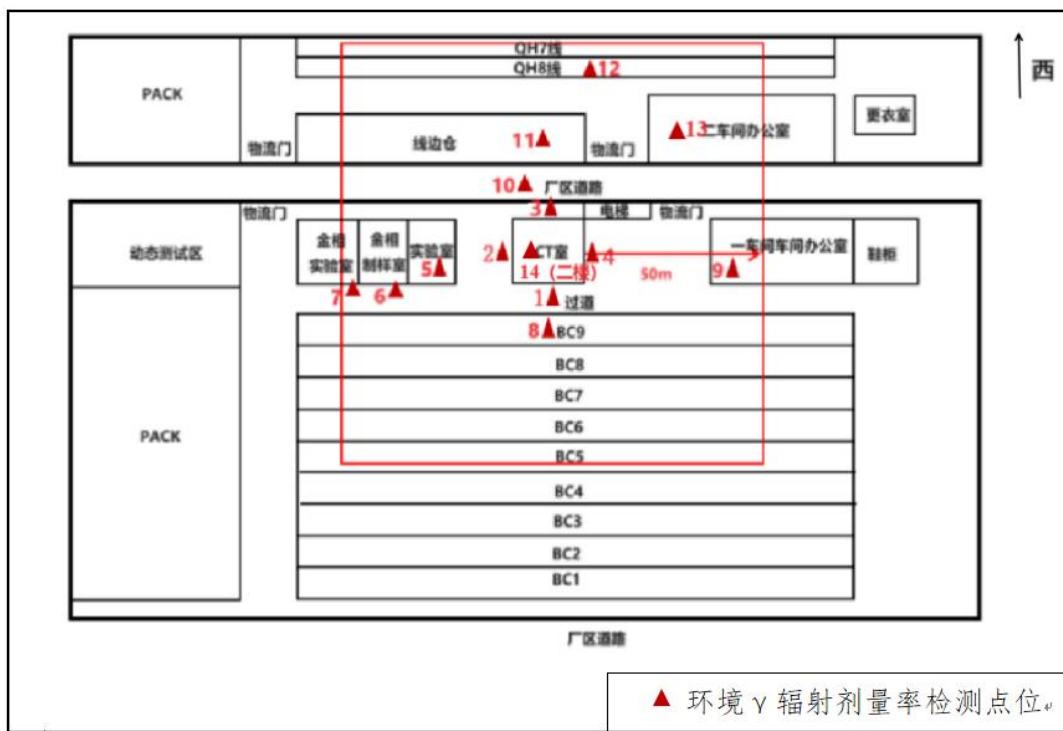 QH7线
QH8线
12
西
PACK
更衣室
11
线边仓
13
二车间办公室
物流门
物流门
10
厂区道路
物流门
3
电梯
物流门
动态测试区
金相
实验室
金相
制样室
实验室
5
2
CT室
4
14（二楼）
50m
一车间车间办公室
9
鞋柜
7
6
1
过道
8
BC9
BC8
BC7
BC6
PACK
BC5
BC4
BC3
BC2
BC1
厂区道路
▲ 环境γ辐射剂量率检测点位